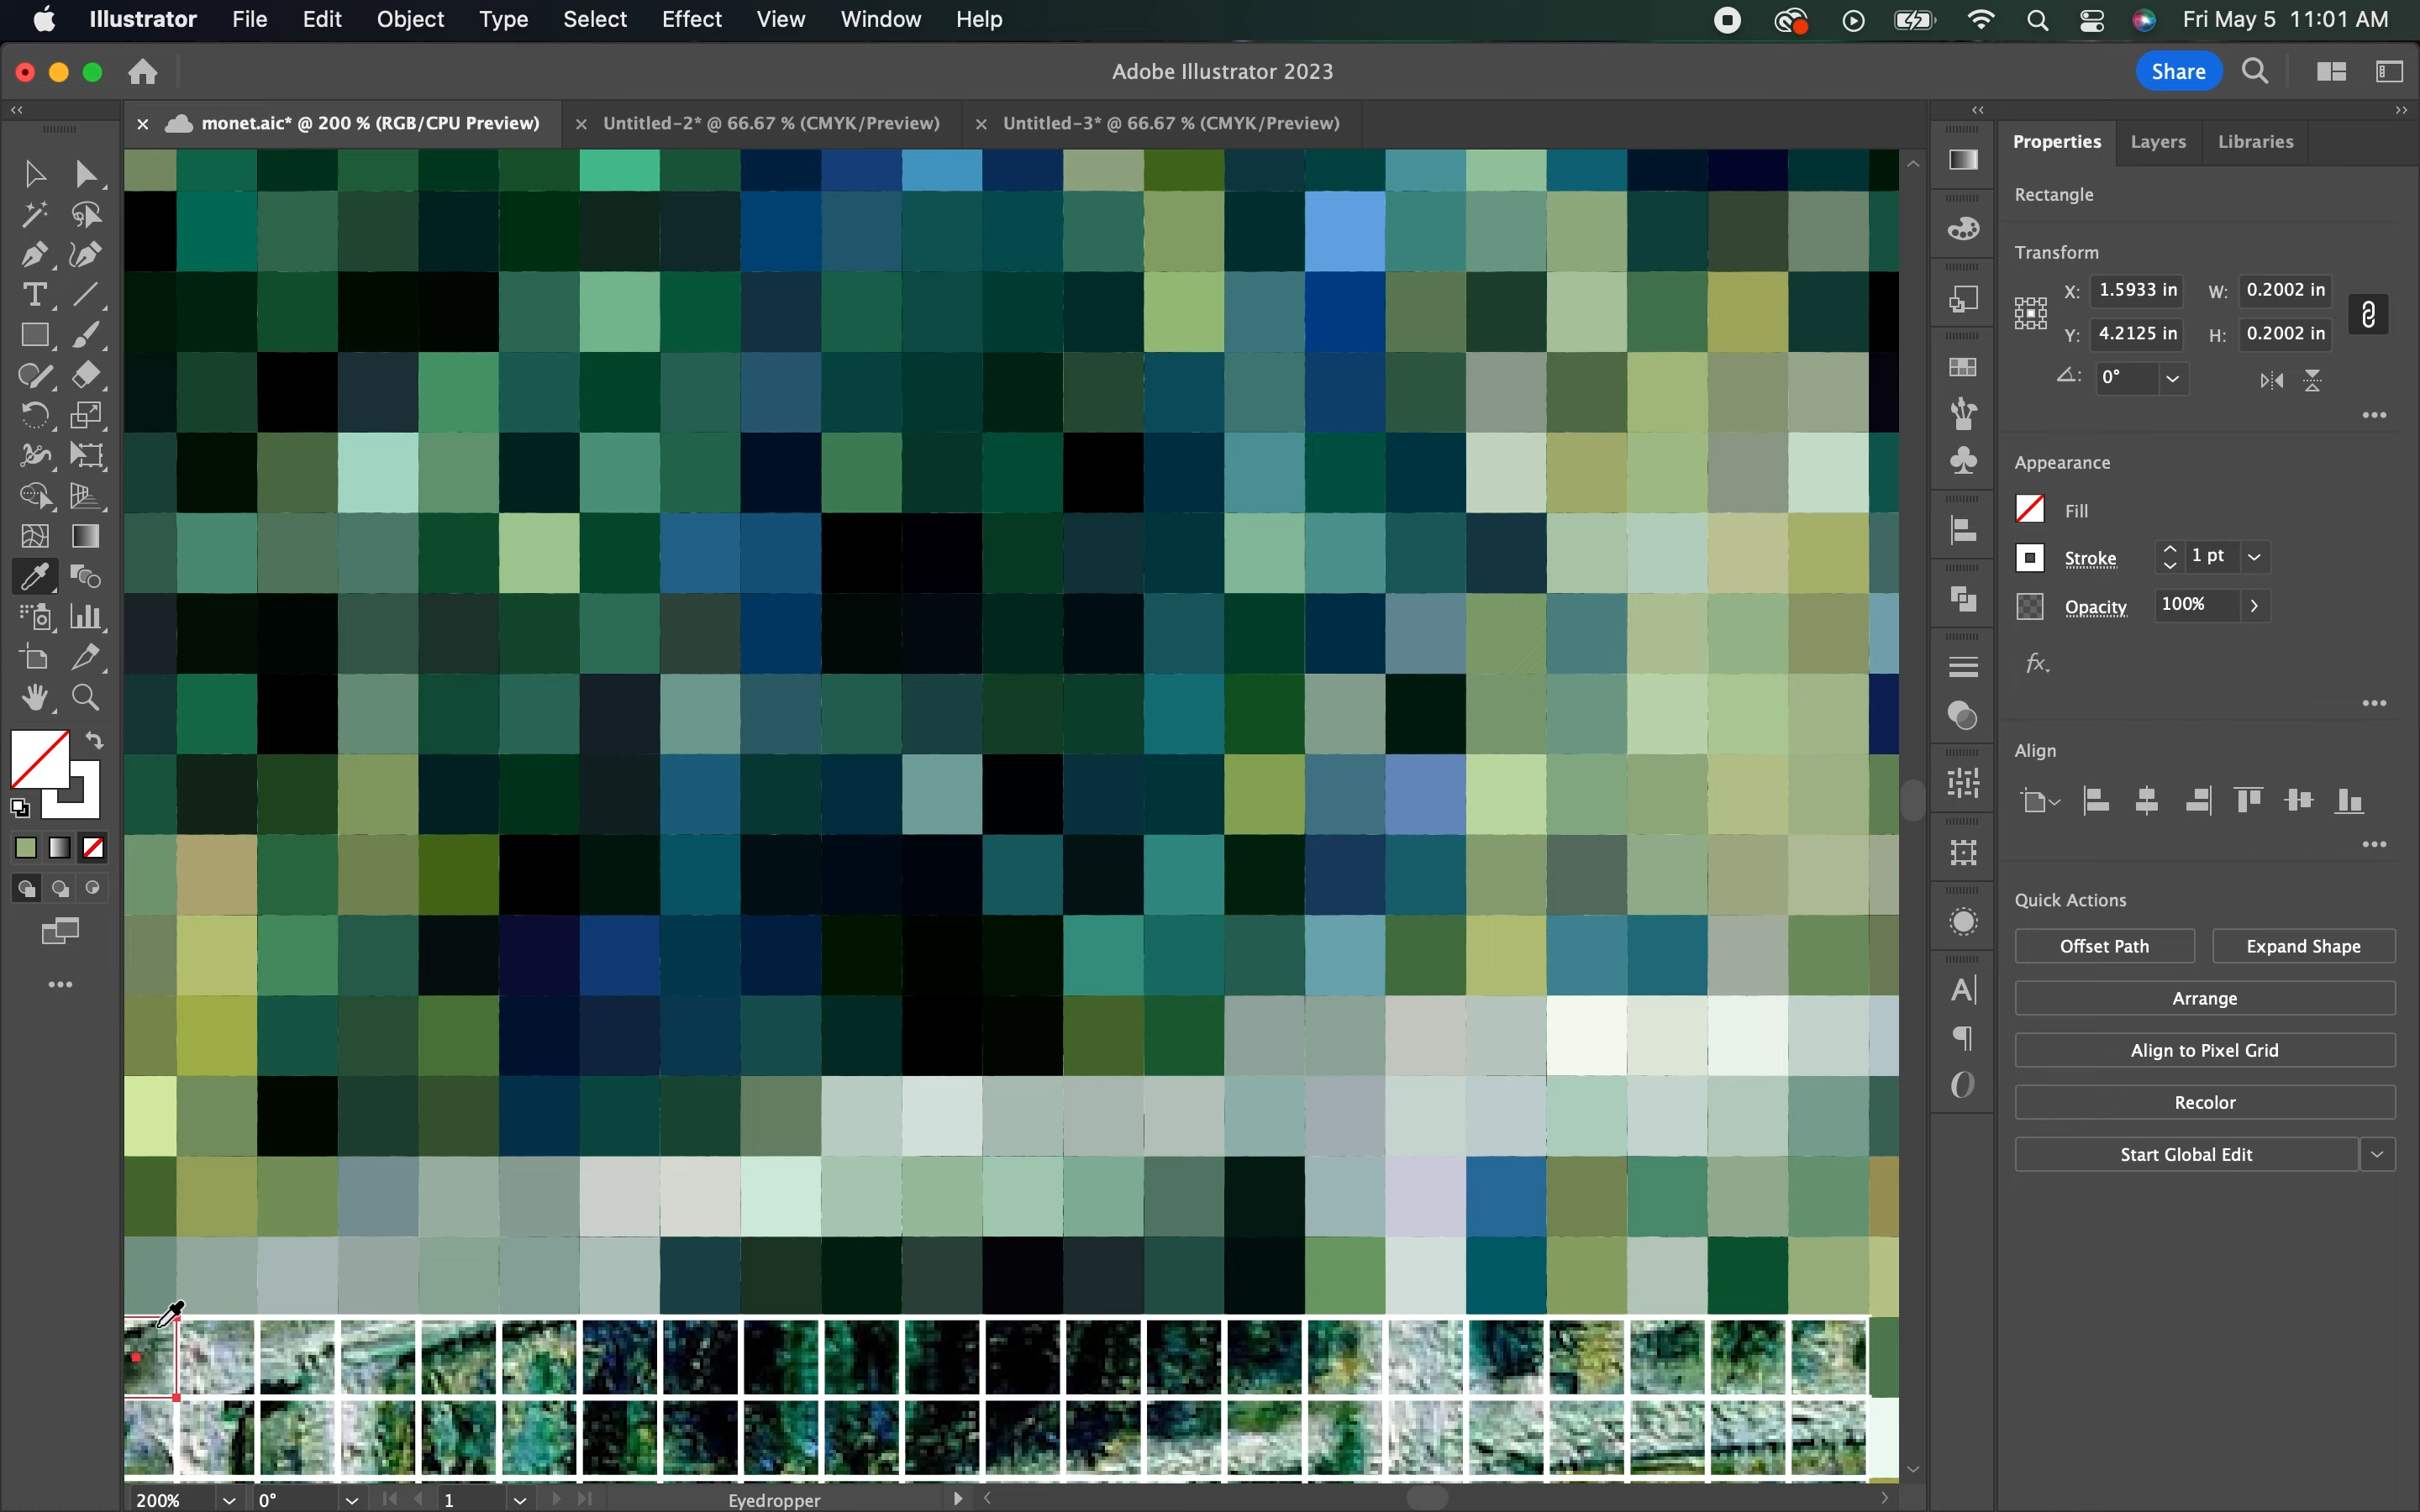 Illustrator File Edit Object Type Select Effect View Window Help Fri May 5 11:01 AM
Adobe Illustrator 2023 Share
monet.aic* @ 200 % (RGB/CPU Preview) Untitled-2* @ 66.67 % (CMYK/Preview) Untitled-3* @ 66.67 % (CMYK/Preview)
Properties Layers Libraries
Rectangle
Transform
X: 1.5933 in W: 0.2002 in
Y: 4.2125 in H: 0.2002 in
0°
Appearance
Fill
Stroke 1 pt
Opacity 100%
fx
Align
Quick Actions
Offset Path Expand Shape
Arrange
Align to Pixel Grid
Recolor
Start Global Edit
200% 0° 1 Eyedropper